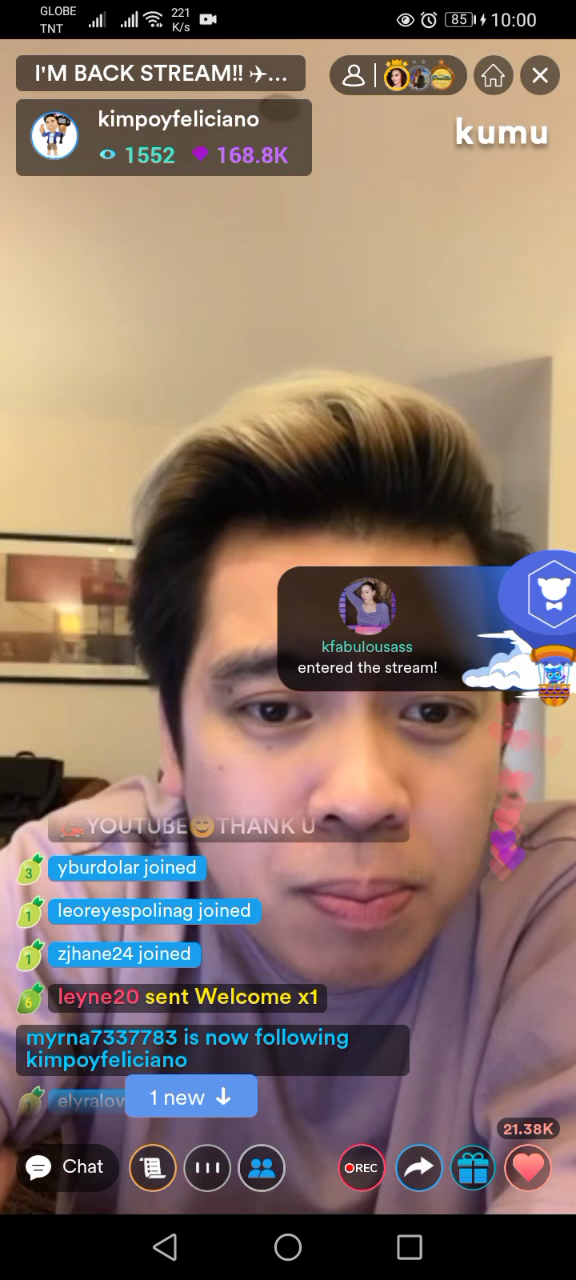 GLOBE
TNT
221
K/s
85
10:00
I'M BACK STREAM!! ✈...
kimpoyfeliciano
1552
168.8K
kumu
kfabulousass
entered the stream!
YOUTUBE😊THANK U
3
yburdolar joined
1
leoreyespolinag joined
1
zjhane24 joined
6
leyne20 sent Welcome x1
myrna7337783 is now following
kimpoyfeliciano
1
elyralov
1 new ↓
21.38K
Chat
REC